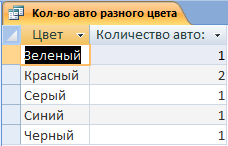 Кол-во авто разного цвета
Цвет Количество авто:
Зеленый 1
Красный 2
Серый 1
Синий 1
Черный 1